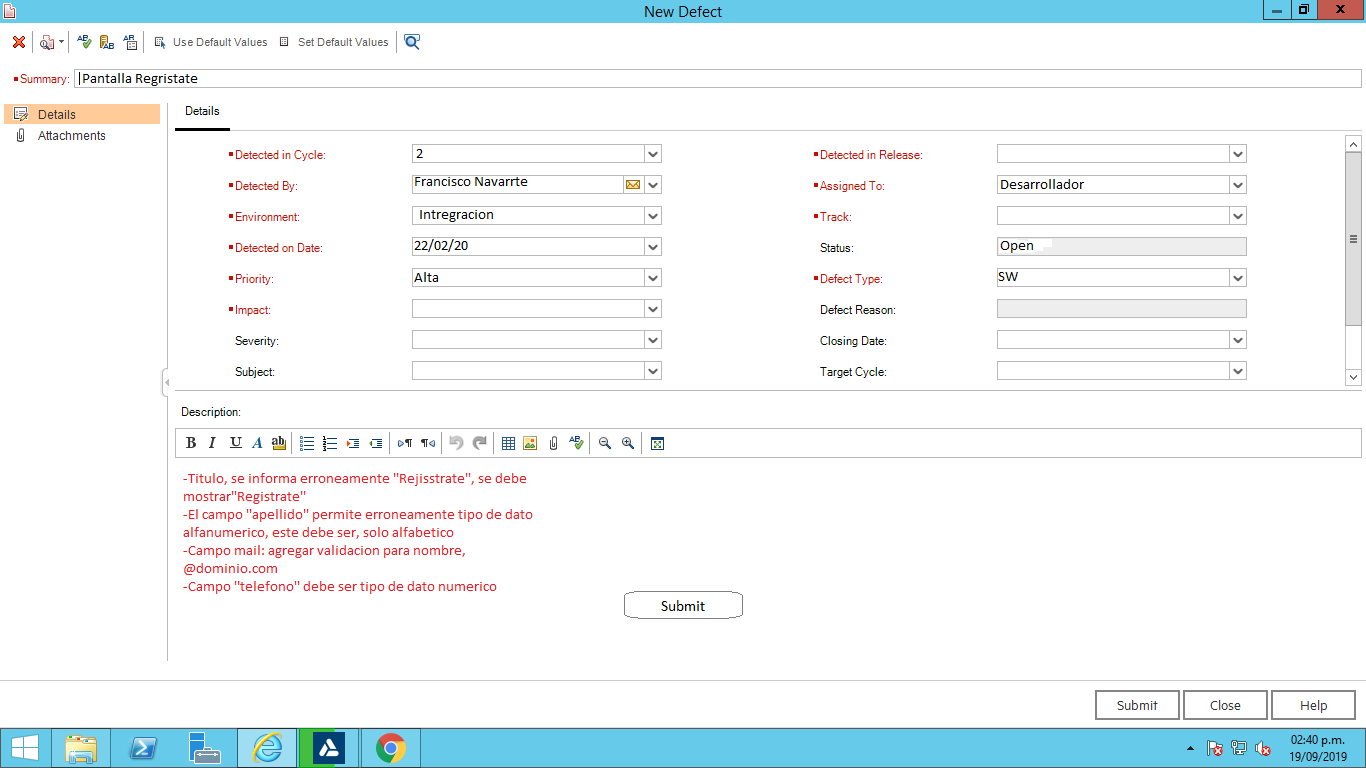 New Defect
Use Default Values
Set Default Values
Summary:
Pantalla Regristate
Details
Attachments
Details
Detected in Cycle:
2
Detected in Release:
Detected By:
Francisco Navarrte
Assigned To:
Desarrollador
Environment:
Intregracion
Track:
Detected on Date:
22/02/20
Status:
Open
Priority:
Alta
Defect Type:
SW
Impact:
Defect Reason:
Severity:
Closing Date:
Subject:
Target Cycle:
Description:
B I U A ab
-Titulo, se informa erroneamente "Rejisstrate", se debe
mostrar"Registrate"
-El campo "apellido" permite erroneamente tipo de dato
alfanumerico, este debe ser, solo alfabetico
-Campo mail: agregar validacion para nombre,
@dominio.com
-Campo "telefono" debe ser tipo de dato numerico
Submit
Submit
Close
Help
02:40 p.m.
19/09/2019